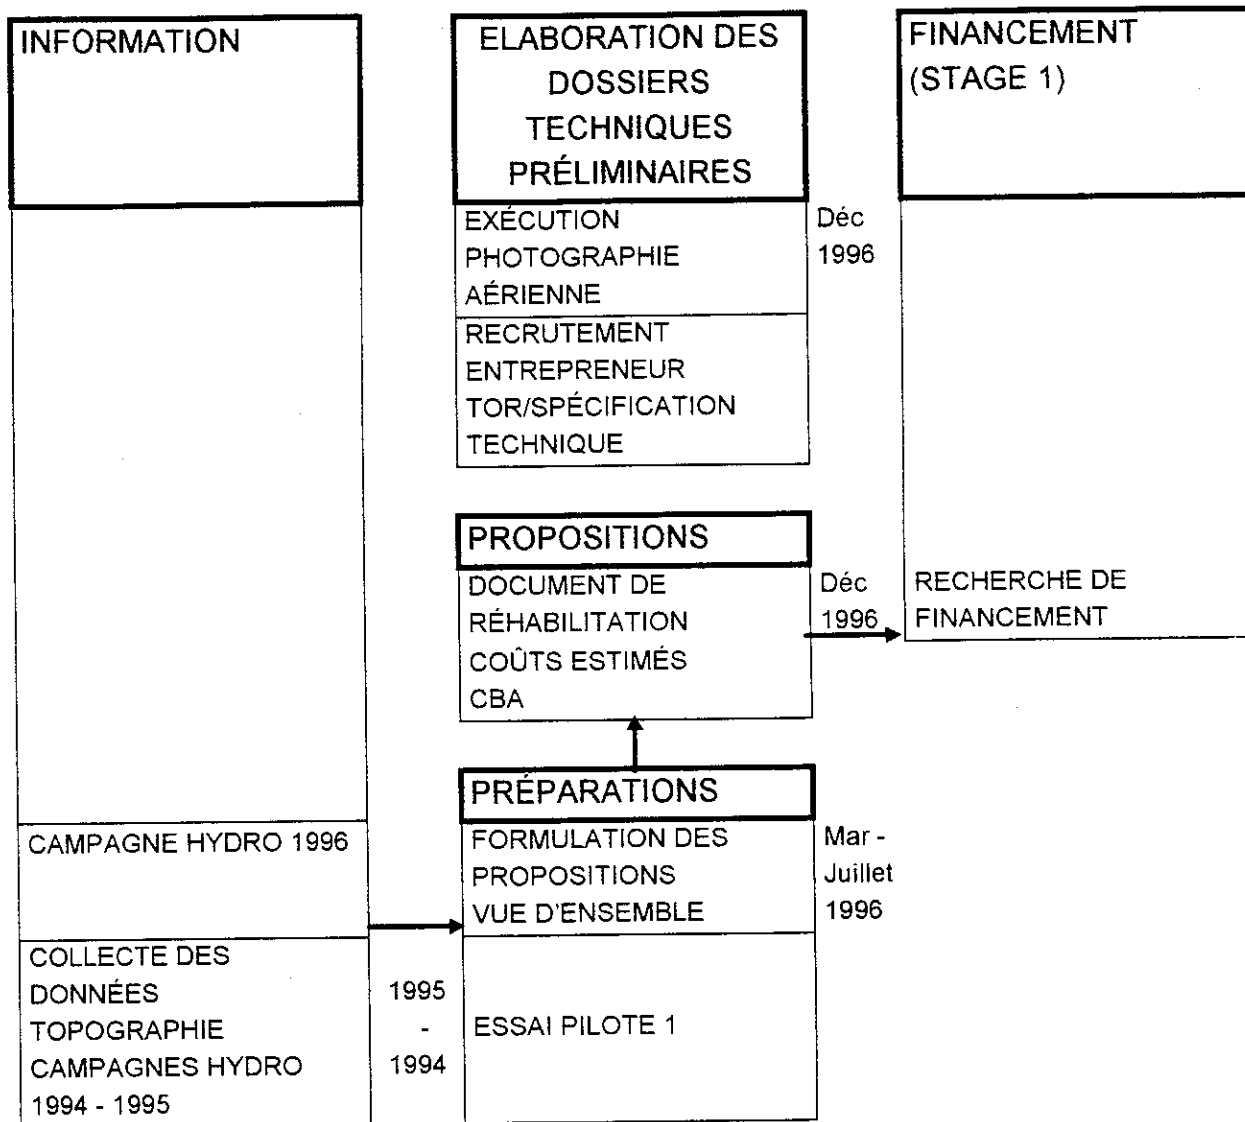 INFORMATION
ELABORATION DES
DOSSIERS
TECHNIQUES
PRÉLIMINAIRES
FINANCEMENT
(STAGE 1)
EXÉCUTION
PHOTOGRAPHIE
AÉRIENNE
Déc
1996
RECRUTEMENT
ENTREPRENEUR
TOR/SPÉCIFICATION
TECHNIQUE
PROPOSITIONS
DOCUMENT DE
RÉHABILITATION
COÛTS ESTIMÉS
CBA
Déc
1996
RECHERCHE DE
FINANCEMENT
PRÉPARATIONS
CAMPAGNE HYDRO 1996
FORMULATION DES
PROPOSITIONS
VUE D'ENSEMBLE
Mar -
Juillet
1996
COLLECTE DES
DONNÉES
TOPOGRAPHIE
CAMPAGNES HYDRO
1994 - 1995
1995
-
1994
ESSAI PILOTE 1